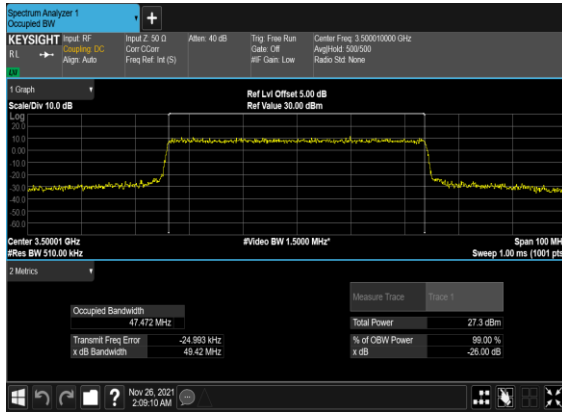 Spectrum Analyzer 1
Occupied BW
KEYSIGHT
Input: RF
Input Z: 50 Ω
Atten: 40 dB
Trig: Free Run
Center Freq: 3.500010000 GHz
RL
Coupling: DC
Corr CCorr
Gate: Off
Avg|Hold: 500/500
Align: Auto
Freq Ref: Int (S)
#IF Gain: Low
Radio Std: None
1 Graph
Ref Lvl Offset 5.00 dB
Scale/Div 10.0 dB
Ref Value 30.00 dBm
Log
20.0
10.0
0.00
-10.0
-20.0
-30.0
-40.0
-50.0
-60.0
Center 3.50001 GHz
#Video BW 1.5000 MHz*
Span 100 MH
#Res BW 510.00 kHz
Sweep 1.00 ms (1001 pts
2 Metrics
Measure Trace
Trace 1
Occupied Bandwidth
47.472 MHz
Total Power
27.3 dBm
Transmit Freq Error
-24.993 kHz
% of OBW Power
99.00 %
x dB Bandwidth
49.42 MHz
x dB
-26.00 dB
Nov 26, 2021
2:09:10 AM